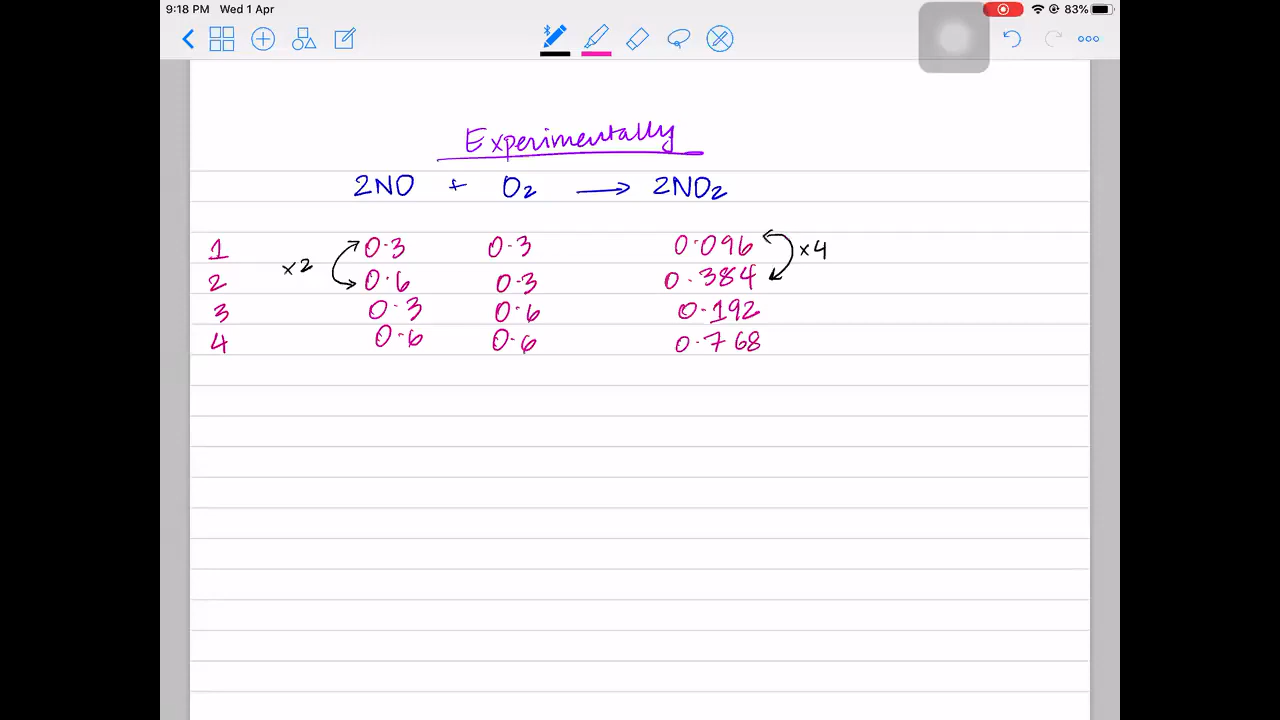 9:18 PM Wed 1 Apr 83%
Experimentally
2NO + O₂ → 2NO₂
1 0.3 0.3 0.096
×2 ×4
2 0.6 0.3 0.384
3 0.3 0.6 0.192
4 0.6 0.6 0.768